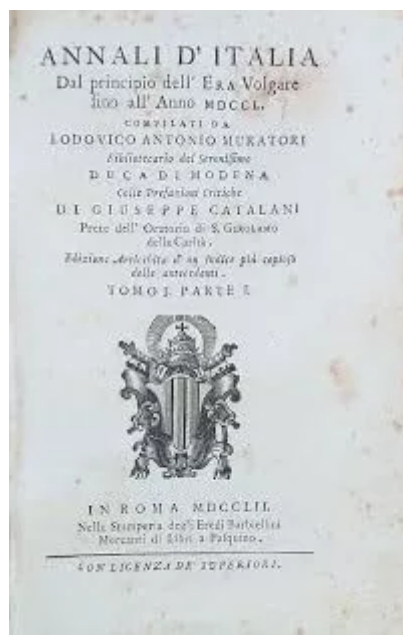 ANNALI D' ITALIA
Dal principio dell' ERA Volgare
sino all' Anno MDCCL.
COMPILATI DA
LODOVICO ANTONIO MURATORI
Bibliotecario del Serenissimo
DUCA DI MODENA
Colle Prefazioni Critiche
DI GIUSEPPE CATALANI
Prete dell' Oratorio di S. GIROLAMO
della Carità.
Edizione Arricchita d' un indice più copioso
delle antecedenti.
TOMO I. PARTE I.
IN ROMA MDCCLII.
Nella Stamperia degli Eredi Barbiellini
Mercanti di Libri a Pasquino.
CON LICENZA DE' SUPERIORI.